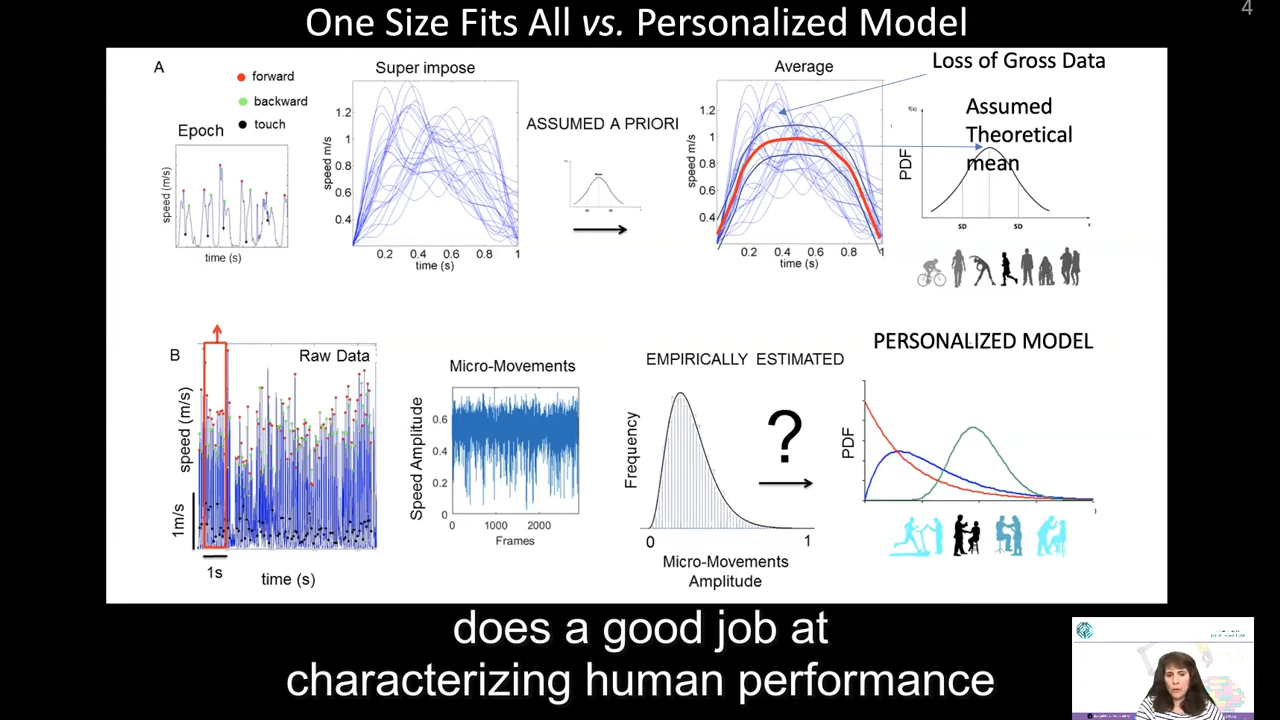 One Size Fits All vs. Personalized Model
4
A
forward
backward
touch
Epoch
speed (m/s)
time (s)
Super impose
speed m/s
1.2
1
0.8
0.6
0.4
0.2 0.4 0.6 0.8 1
time (s)
ASSUMED A PRIORI
Average
speed m/s
1.2
1
0.8
0.6
0.4
0.2 0.4 0.6 0.8 1
time (s)
Loss of Gross Data
Assumed
Theoretical
mean
PDF
f(x)
SD SD
x
B
Raw Data
speed (m/s)
1m/s
1s
time (s)
Micro-Movements
Speed Amplitude
0.6
0.4
0.2
0
0 1000 2000
Frames
EMPIRICALLY ESTIMATED
Frequency
0 1
Micro-Movements
Amplitude
?
PERSONALIZED MODEL
PDF
does a good job at
characterizing human performance